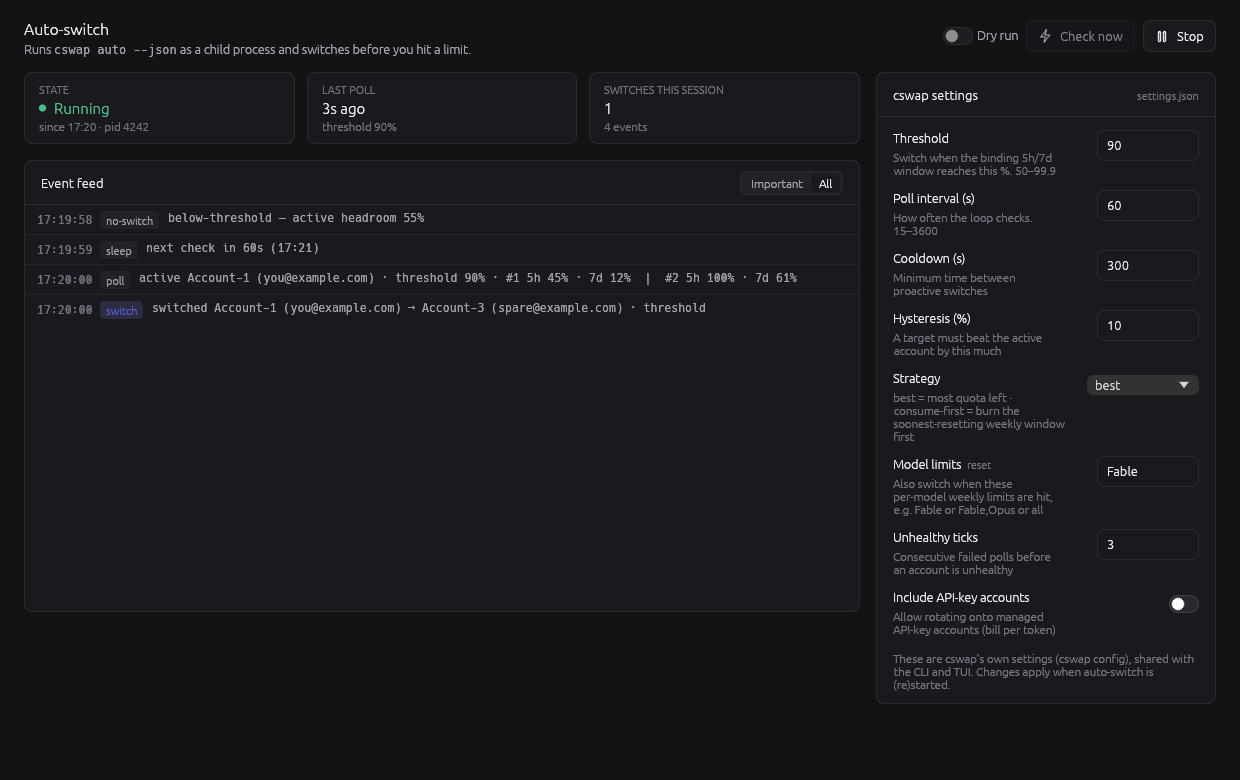 Auto-switch
Runs cswap auto --json as a child process and switches before you hit a limit.
Dry run
Check now
Stop
STATE
Running
since 17:20 · pid 4242
LAST POLL
3s ago
threshold 90%
SWITCHES THIS SESSION
1
4 events
Event feed
Important
All
17:19:58 no-switch below-threshold — active headroom 55%
17:19:59 sleep next check in 60s (17:21)
17:20:00 poll active Account-1 (you@example.com) · threshold 90% · #1 5h 45% · 7d 12% | #2 5h 100% · 7d 61%
17:20:00 switch switched Account-1 (you@example.com) → Account-3 (spare@example.com) · threshold
cswap settings
settings.json
Threshold
Switch when the binding 5h/7d
window reaches this %. 50–99.9
90
Poll interval (s)
How often the loop checks.
15–3600
60
Cooldown (s)
Minimum time between
proactive switches
300
Hysteresis (%)
A target must beat the active
account by this much
10
Strategy
best = most quota left ·
consume-first = burn the
soonest-resetting weekly window
first
best
Model limits reset
Also switch when these
per-model weekly limits are hit,
e.g. Fable or Fable,Opus or all
Fable
Unhealthy ticks
Consecutive failed polls before
an account is unhealthy
3
Include API-key accounts
Allow rotating onto managed
API-key accounts (bill per token)
These are cswap's own settings (cswap config), shared with
the CLI and TUI. Changes apply when auto-switch is
(re)started.